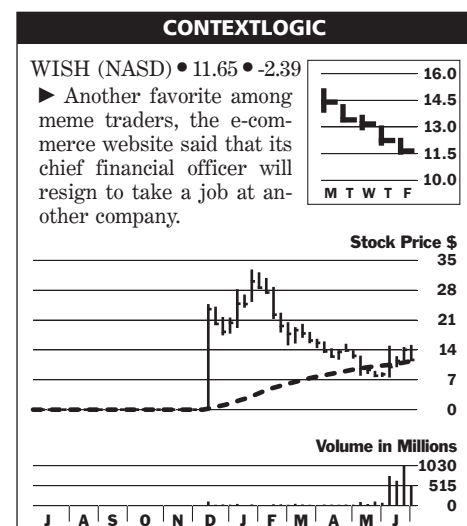 CONTEXTLOGIC
WISH (NASD) ● 11.65 ● -2.39
► Another favorite among
meme traders, the e-com-
merce website said that its
chief financial officer will
resign to take a job at an-
other company.
16.0
14.5
13.0
11.5
10.0
M T W T F
Stock Price $
35
28
21
14
7
0
Volume in Millions
1030
515
0
J A S O N D J F M A M J